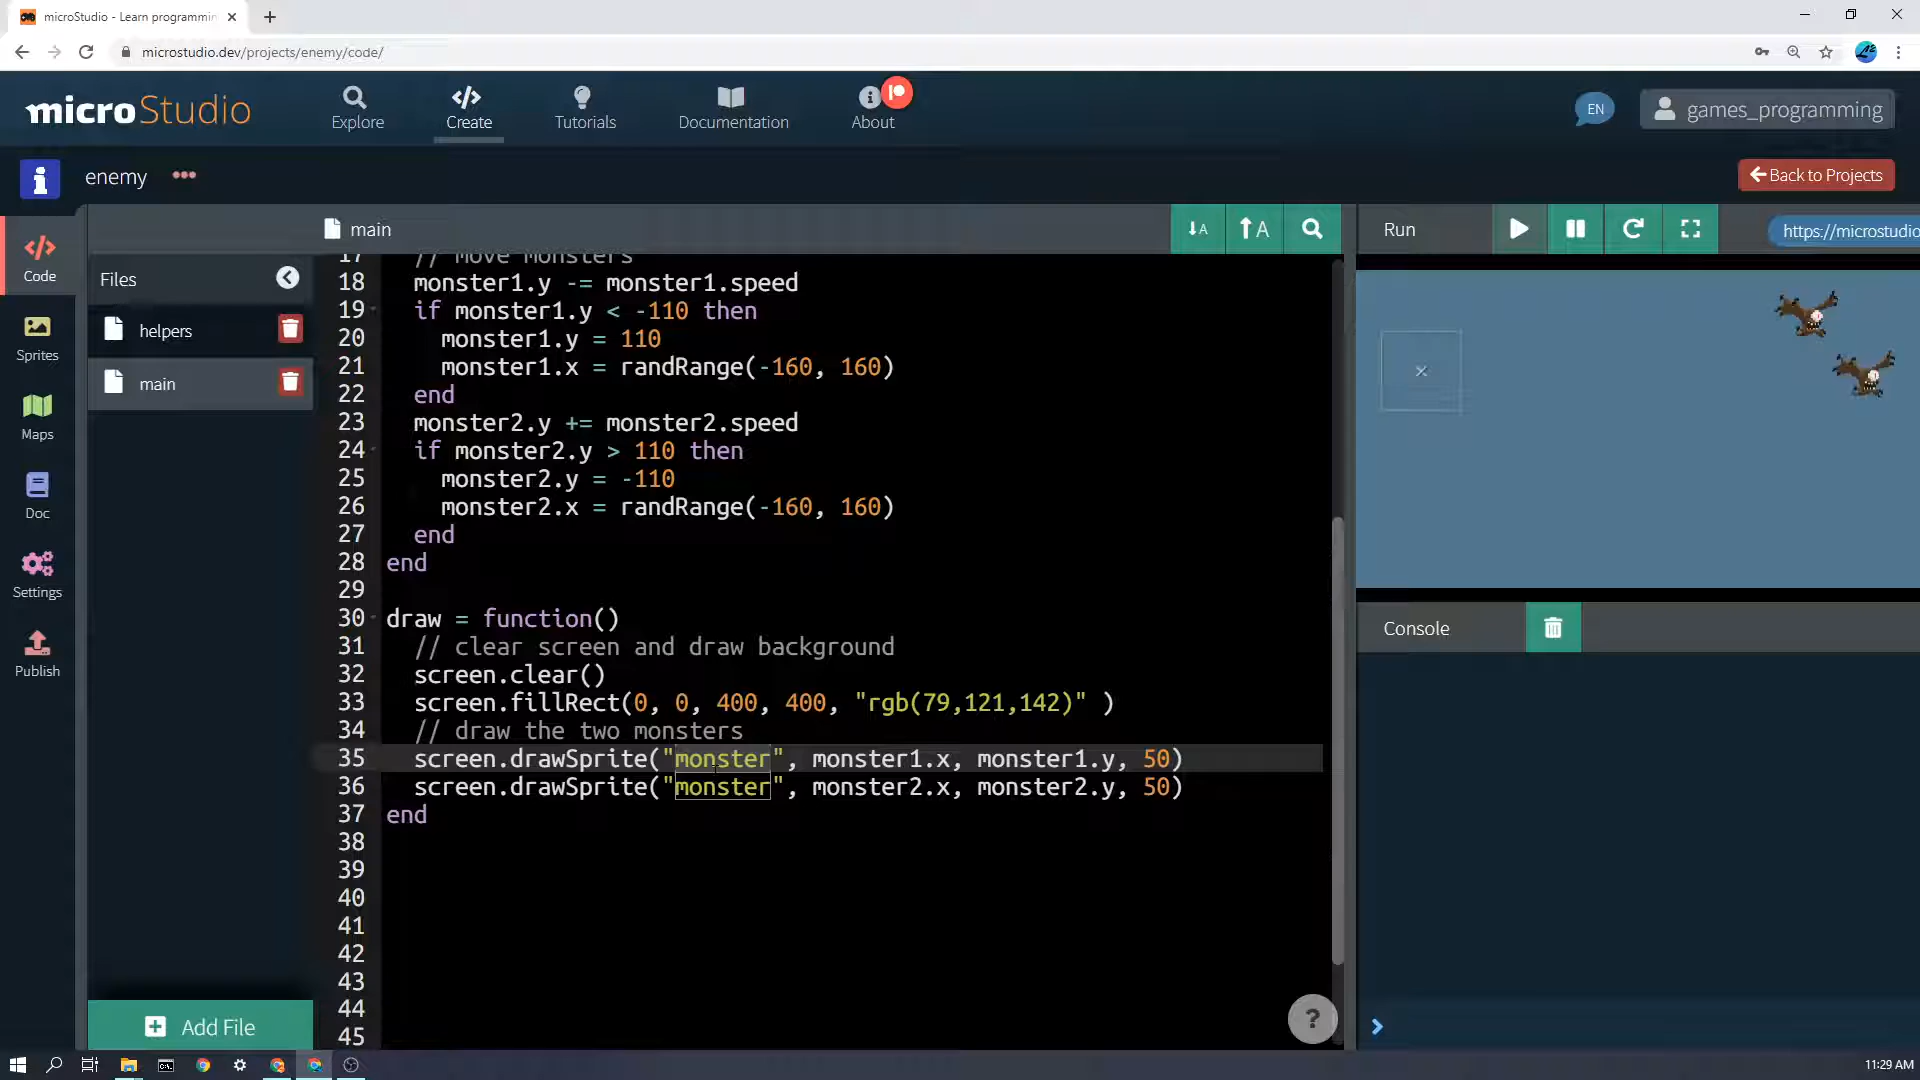 microStudio - Learn programmin
microstudio.dev/projects/enemy/code/
microStudio
Explore
Create
Tutorials
Documentation
About
EN
games_programming
enemy
Back to Projects
main
Run
https://microstudio
Code
Sprites
Maps
Doc
Settings
Publish
Files
helpers
main
Add File
17 // move monsters
18 monster1.y -= monster1.speed
19 if monster1.y < -110 then
20 monster1.y = 110
21 monster1.x = randRange(-160, 160)
22 end
23 monster2.y += monster2.speed
24 if monster2.y > 110 then
25 monster2.y = -110
26 monster2.x = randRange(-160, 160)
27 end
28 end
29
30 draw = function()
31 // clear screen and draw background
32 screen.clear()
33 screen.fillRect(0, 0, 400, 400, "rgb(79,121,142)" )
34 // draw the two monsters
35 screen.drawSprite("monster", monster1.x, monster1.y, 50)
36 screen.drawSprite("monster", monster2.x, monster2.y, 50)
37 end
38
39
40
41
42
43
44
45
Console
?
11:29 AM